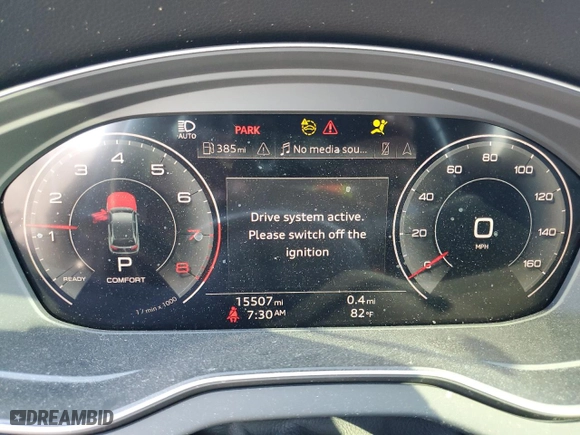 AUTO
PARK
385mi
No media sou...
1 2 3 4 5 6 7 8
P
READY
COMFORT
1/min x 1000
Drive system active.
Please switch off the
ignition
0 20 40 60 80 100 120 140 160
0
MPH
15507mi
0.4mi
7:30AM
82°F
DREAMBID